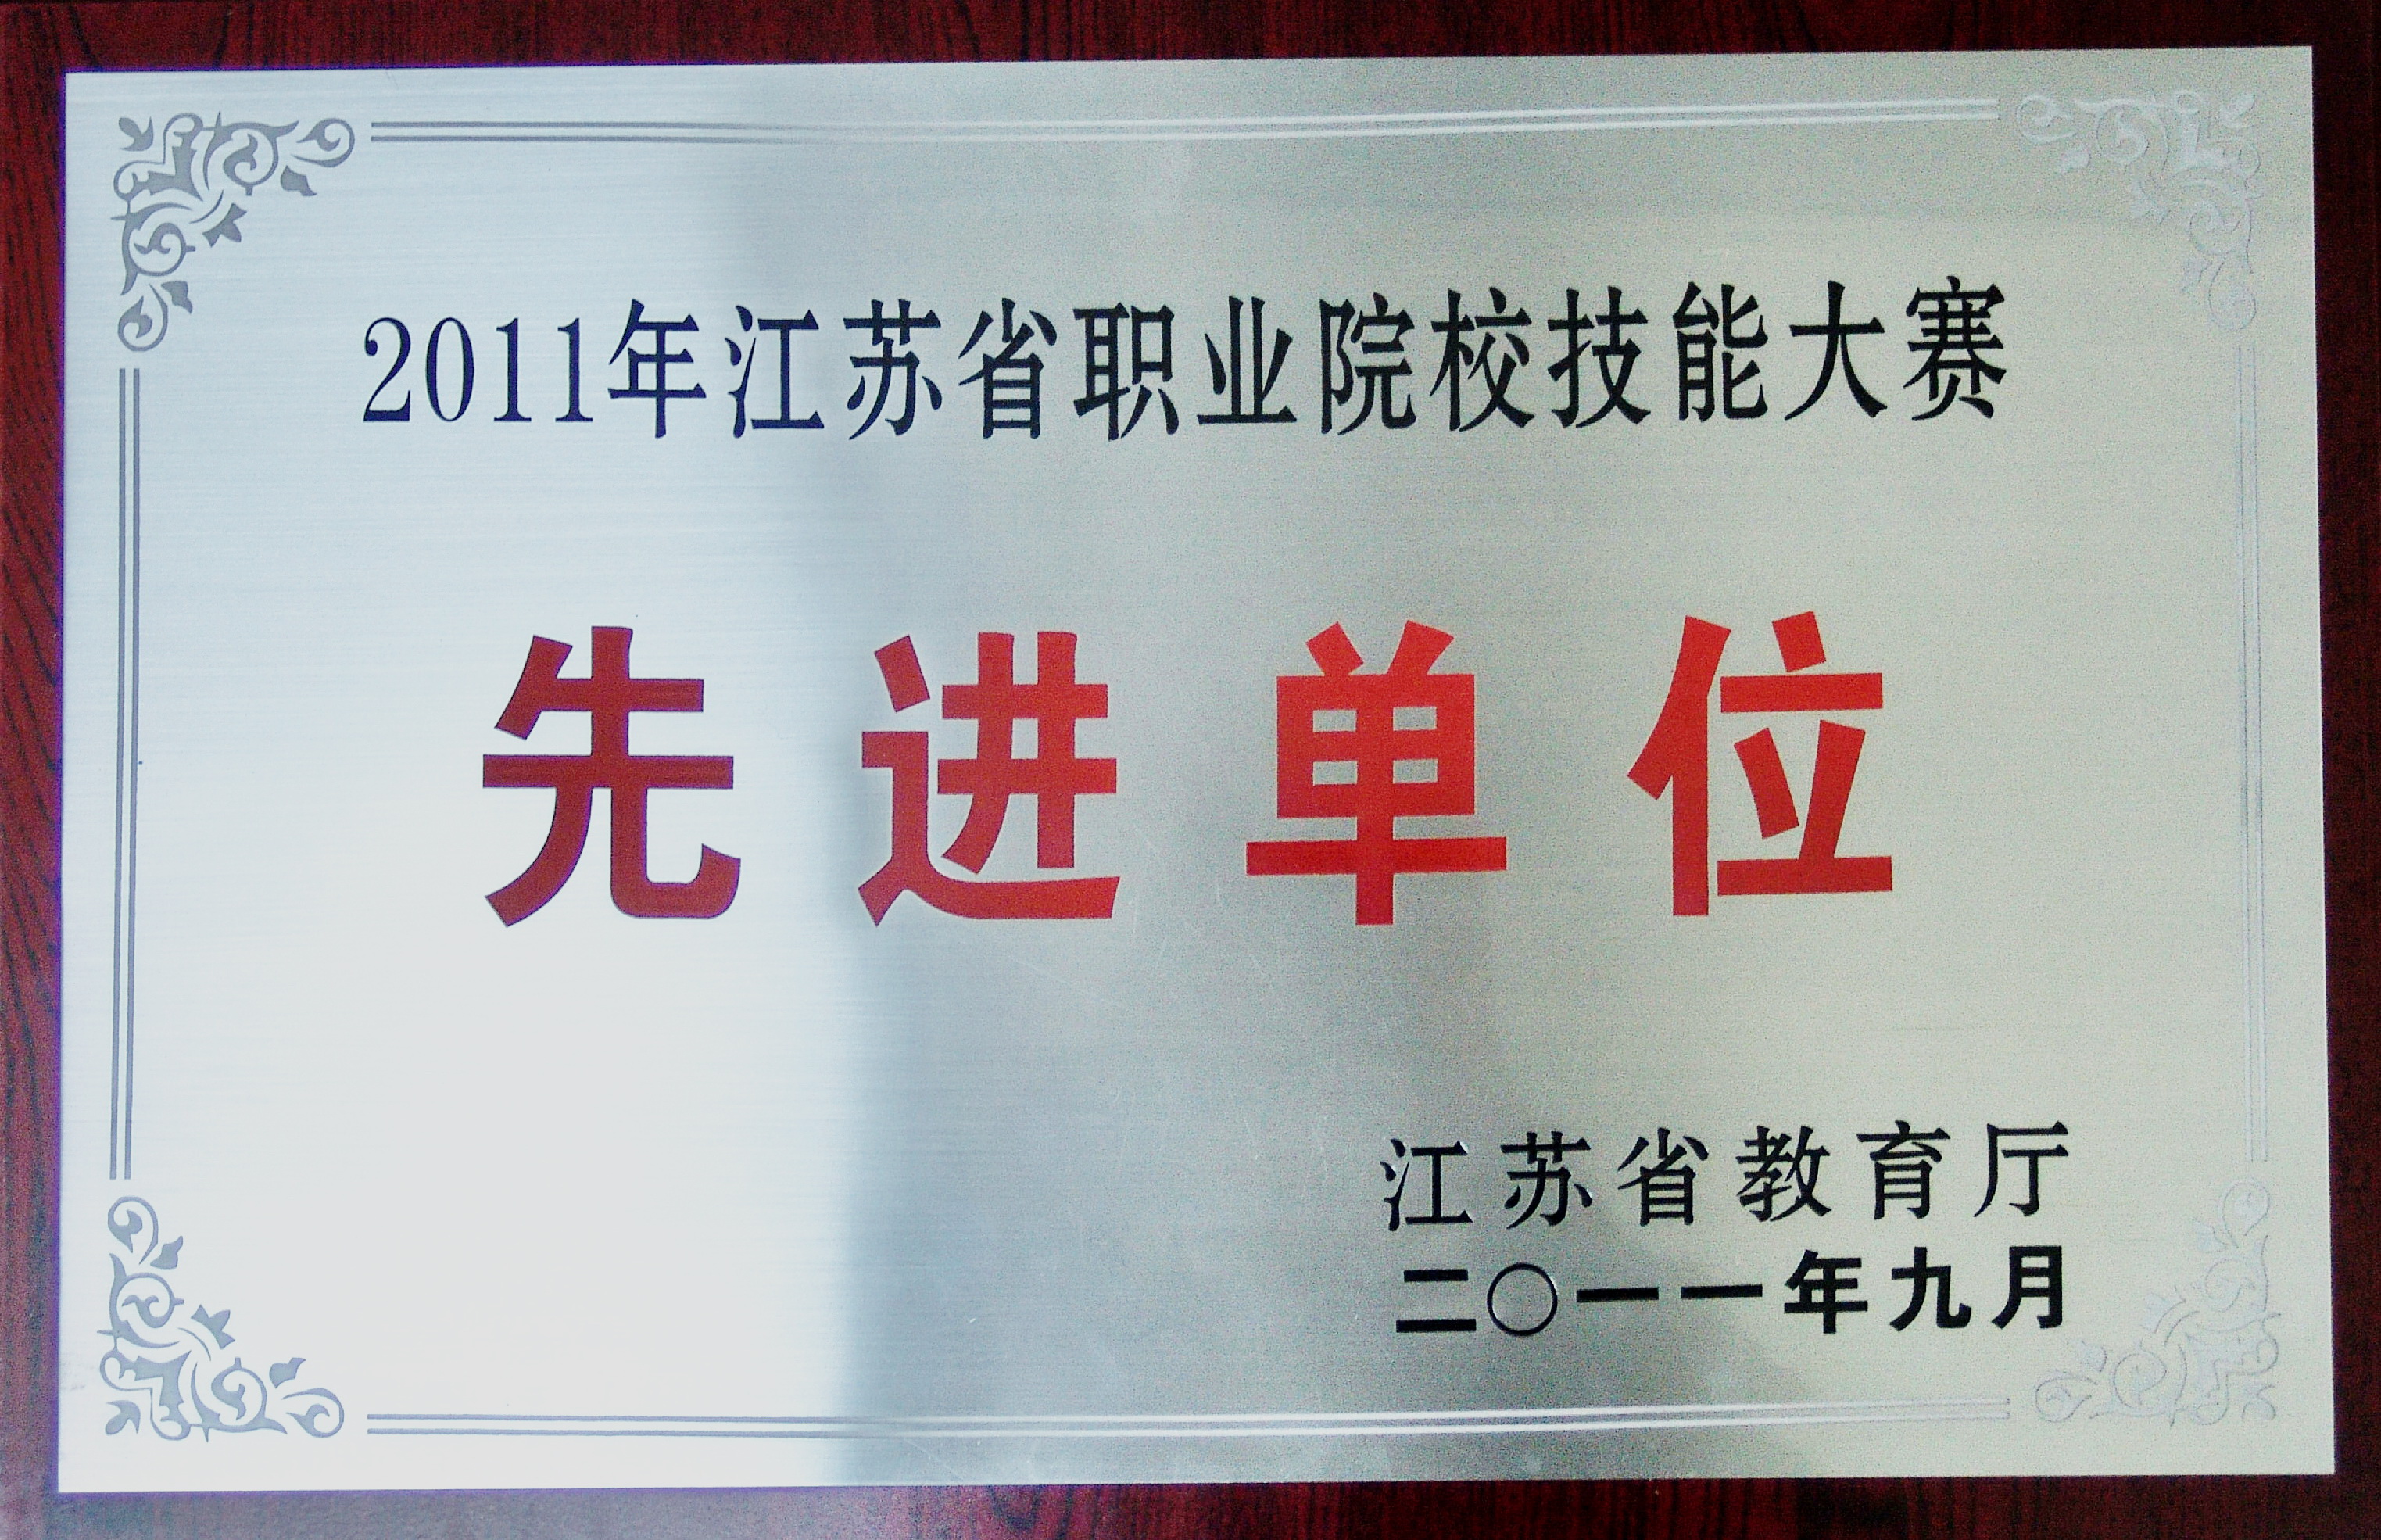 2011年江苏省职业院校技能大赛
先进单位
江苏省教育厅
二〇一一年九月